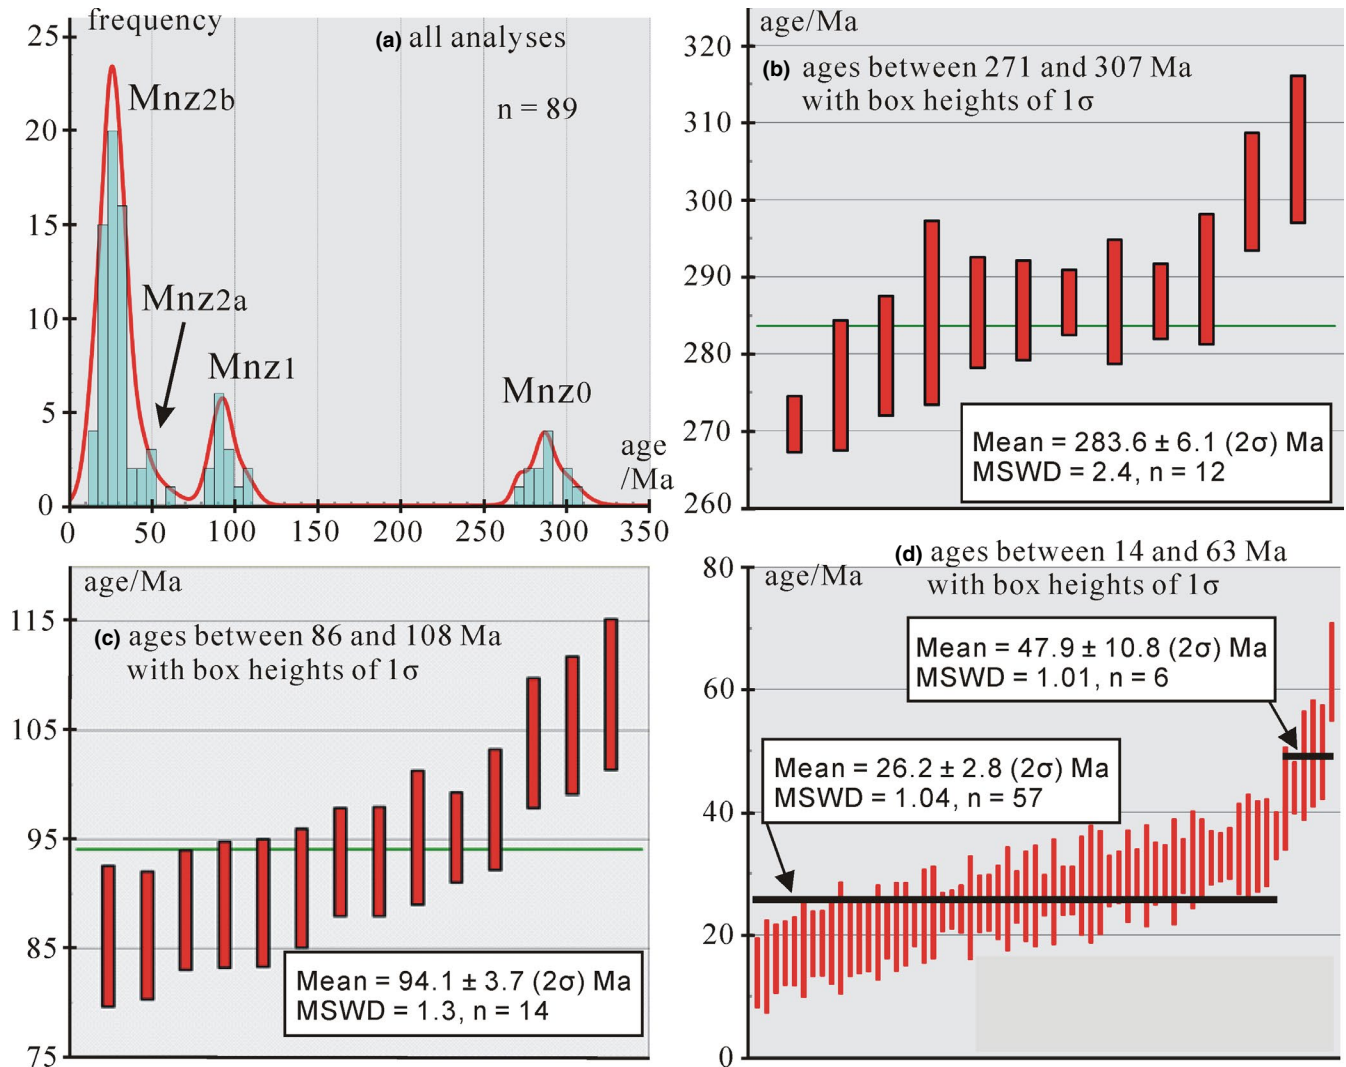 frequency
(a) all analyses
25
20
15
10
5
0
Mnz2b
n = 89
Mnz2a
Mnz1
Mnz0
age
/Ma
0 50 100 150 200 250 300 350
age/Ma
(b) ages between 271 and 307 Ma
with box heights of 1σ
320
310
300
290
280
270
260
Mean = 283.6 ± 6.1 (2σ) Ma
MSWD = 2.4, n = 12
age/Ma
(c) ages between 86 and 108 Ma
with box heights of 1σ
115
105
95
85
75
Mean = 94.1 ± 3.7 (2σ) Ma
MSWD = 1.3, n = 14
age/Ma
(d) ages between 14 and 63 Ma
with box heights of 1σ
80
60
40
20
0
Mean = 47.9 ± 10.8 (2σ) Ma
MSWD = 1.01, n = 6
Mean = 26.2 ± 2.8 (2σ) Ma
MSWD = 1.04, n = 57